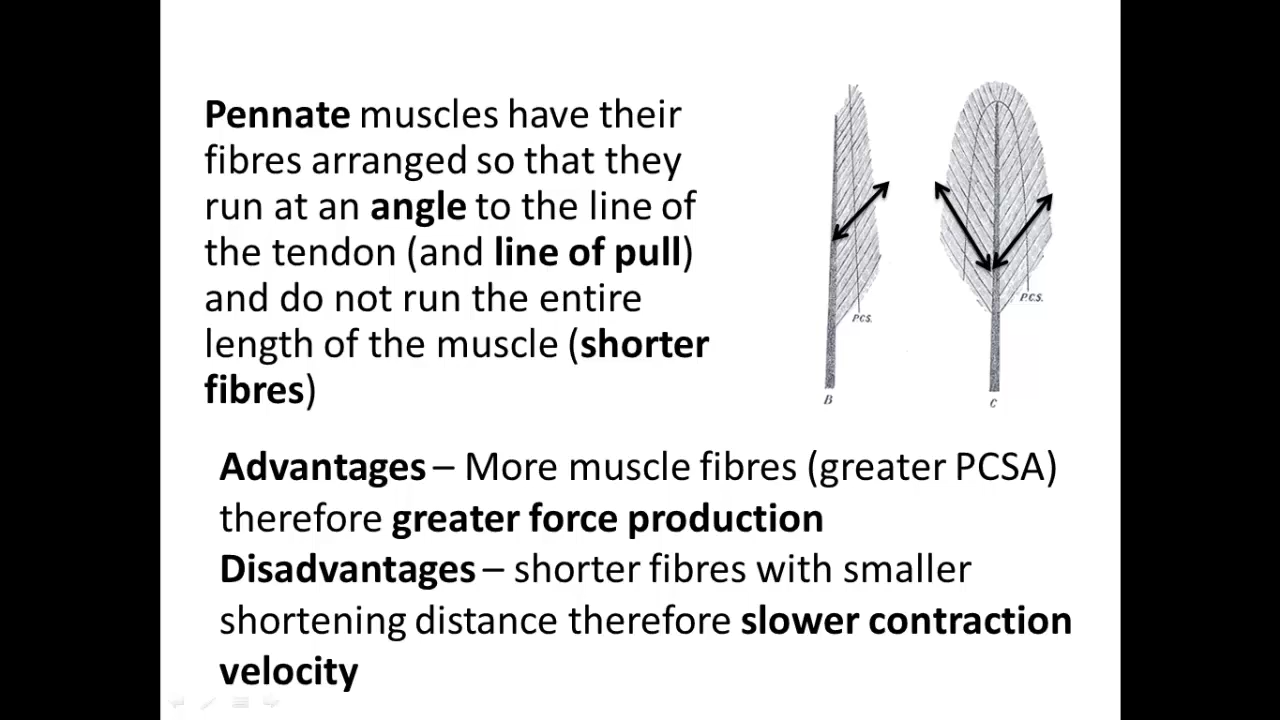 Pennate muscles have their
fibres arranged so that they
run at an angle to the line of
the tendon (and line of pull)
and do not run the entire
length of the muscle (shorter
fibres)
P.C.S.
B
P.C.S.
C
Advantages – More muscle fibres (greater PCSA)
therefore greater force production
Disadvantages – shorter fibres with smaller
shortening distance therefore slower contraction
velocity